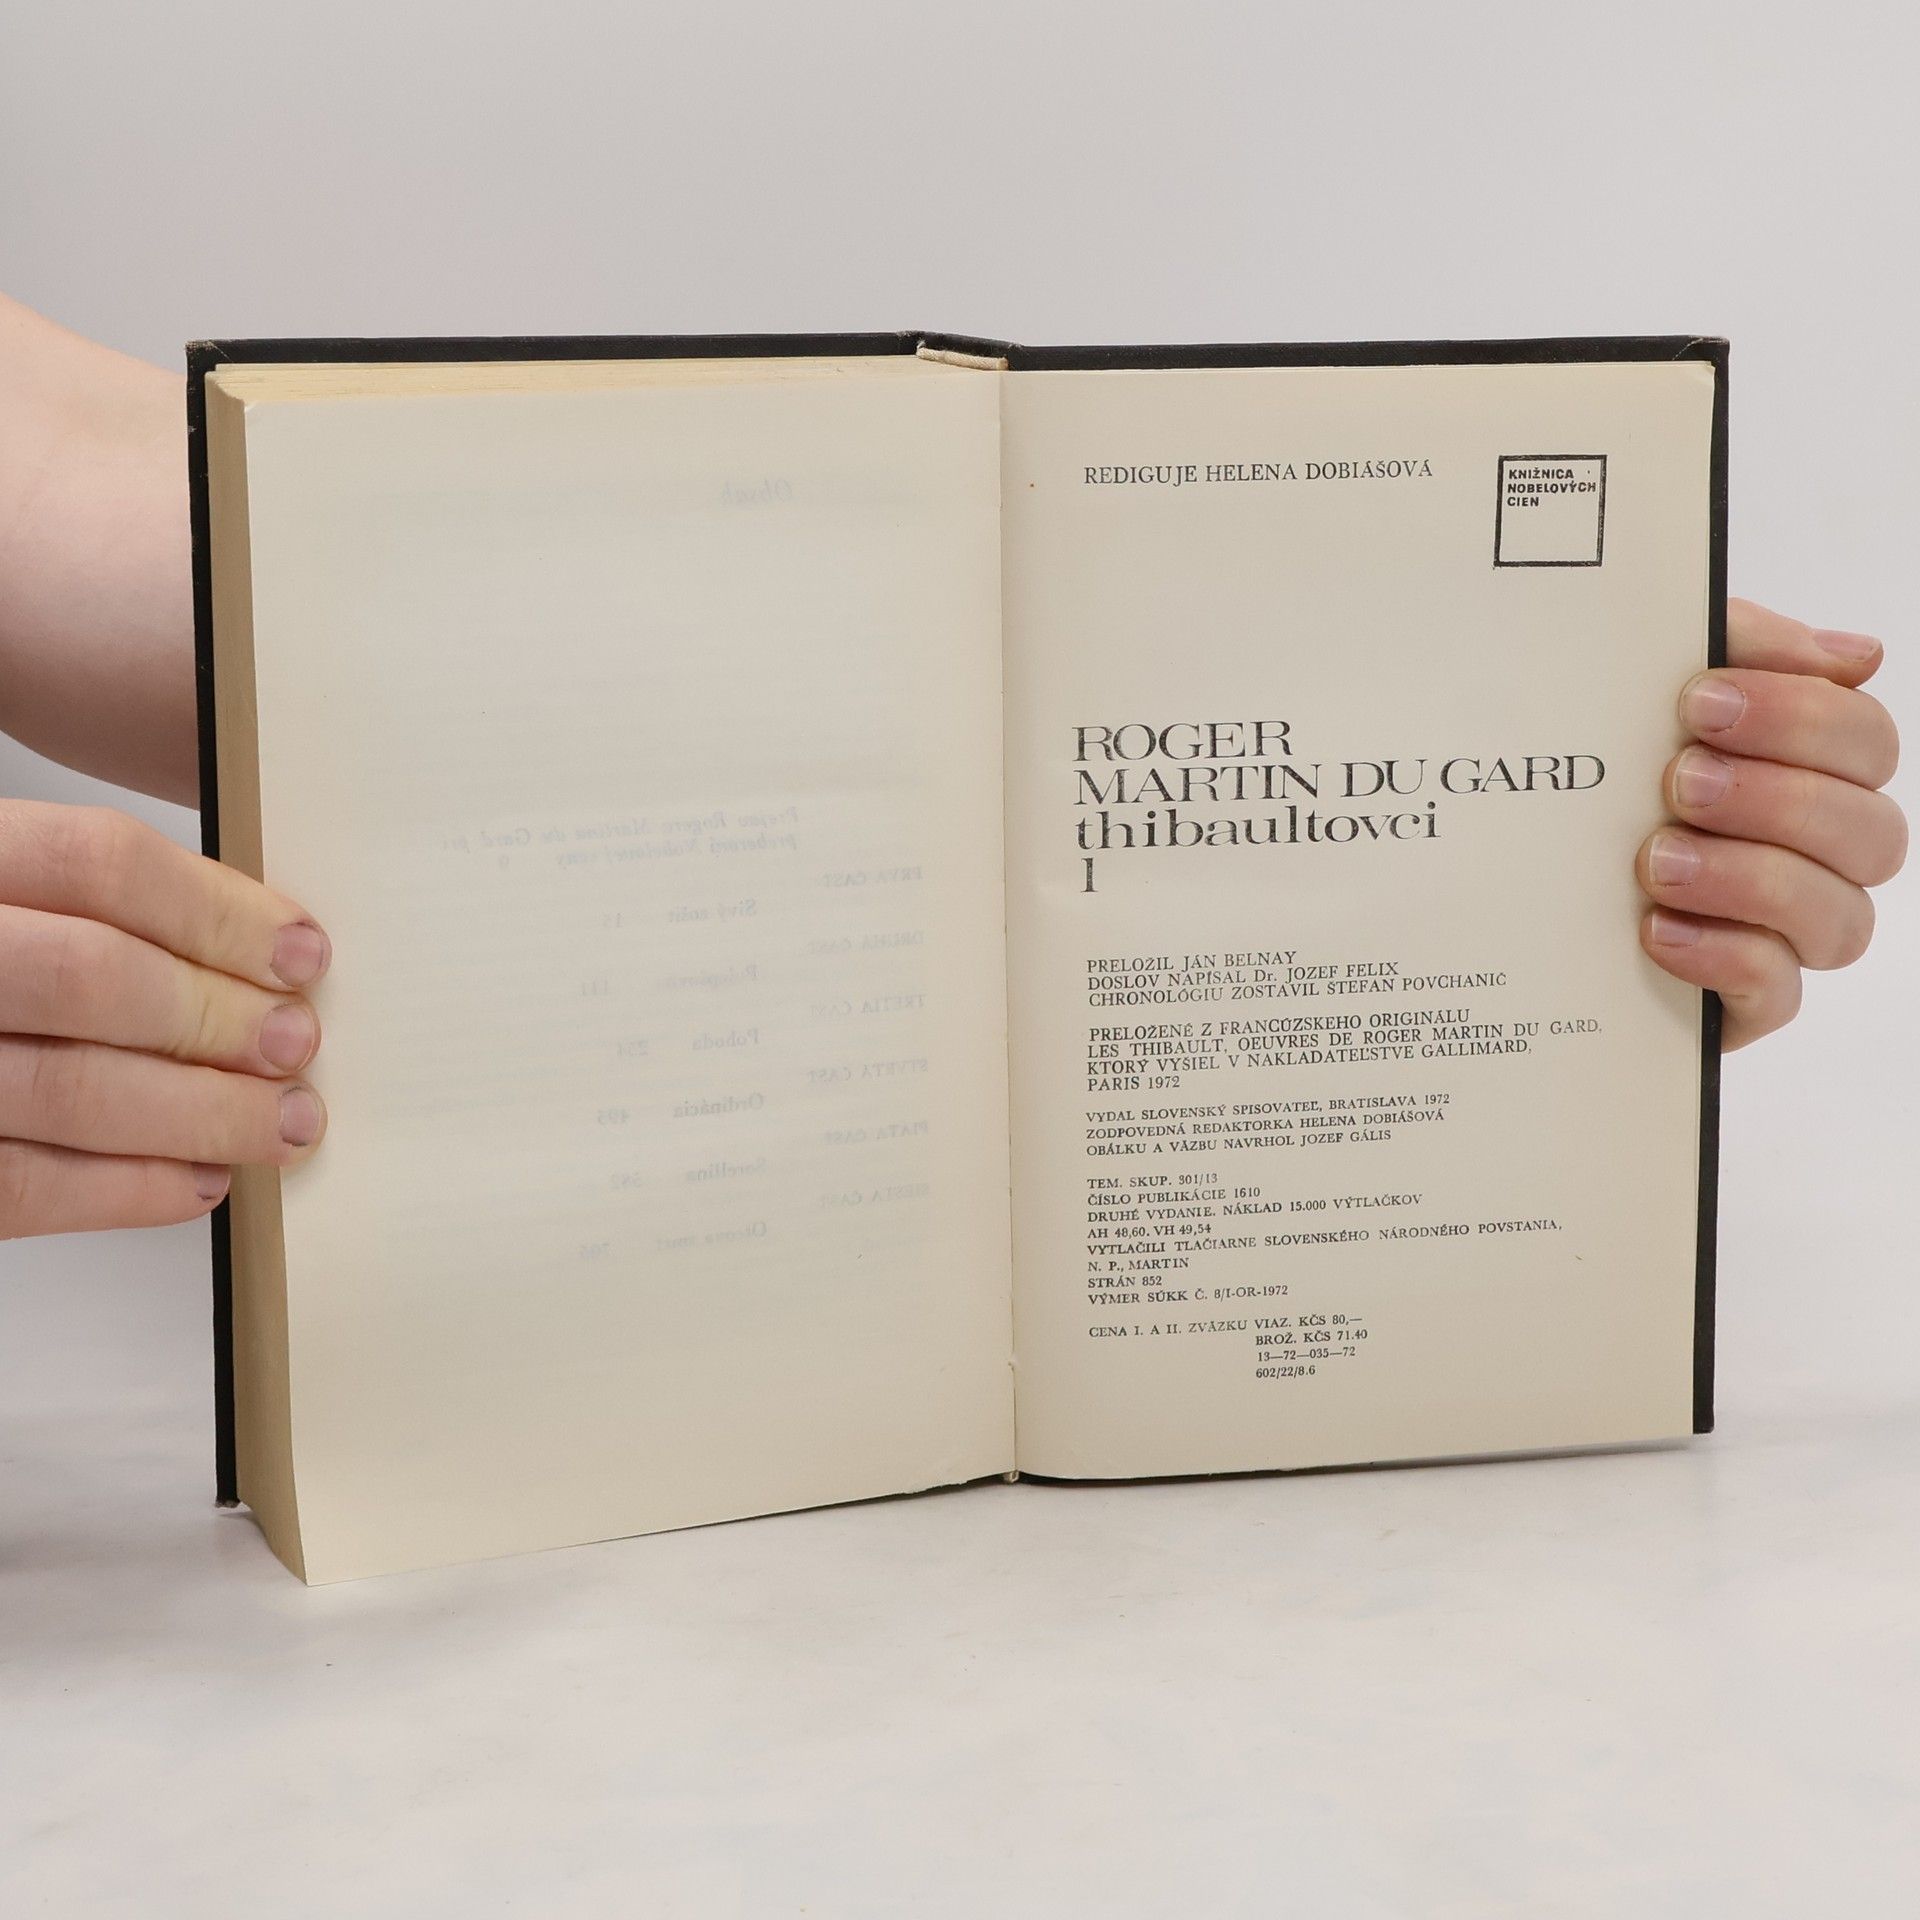 REDIGUJE HELENA DOBIÁŠOVÁ
KNIŽNICA
NOBELOVÝCH
CIEN
ROGER
MARTIN DU GARD
thibaultovci
1
PRELOŽIL JÁN BELNAY
DOSLOV NAPÍSAL Dr. JOZEF FELIX
CHRONOLÓGIU ZOSTAVIL ŠTEFAN POVCHANIČ
PRELOŽENÉ Z FRANCÚZSKEHO ORIGINÁLU
LES THIBAULT, OEUVRES DE ROGER MARTIN DU GARD,
KTORÝ VYŠIEL V NAKLADATEĽSTVE GALLIMARD,
PARIS 1972
VYDAL SLOVENSKÝ SPISOVATEĽ, BRATISLAVA 1972
ZODPOVEDNÁ REDAKTORKA HELENA DOBIÁŠOVÁ
OBÁLKU A VÄZBU NAVRHOL JOZEF GÁLIS
TEM. SKUP. 301/13
ČÍSLO PUBLIKÁCIE 1610
DRUHÉ VYDANIE. NÁKLAD 15.000 VÝTLAČKOV
AH 48,60. VH 49,54
VYTLAČILI TLAČIARNE SLOVENSKÉHO NÁRODNÉHO POVSTANIA,
N. P., MARTIN
STRÁN 852
VÝMER SÚKK Č. 8/I-OR-1972
CENA I. A II. ZVÄZKU VIAZ. KČS 80,—
BROŽ. KČS 71.40
13—72—035—72
602/22/8.6